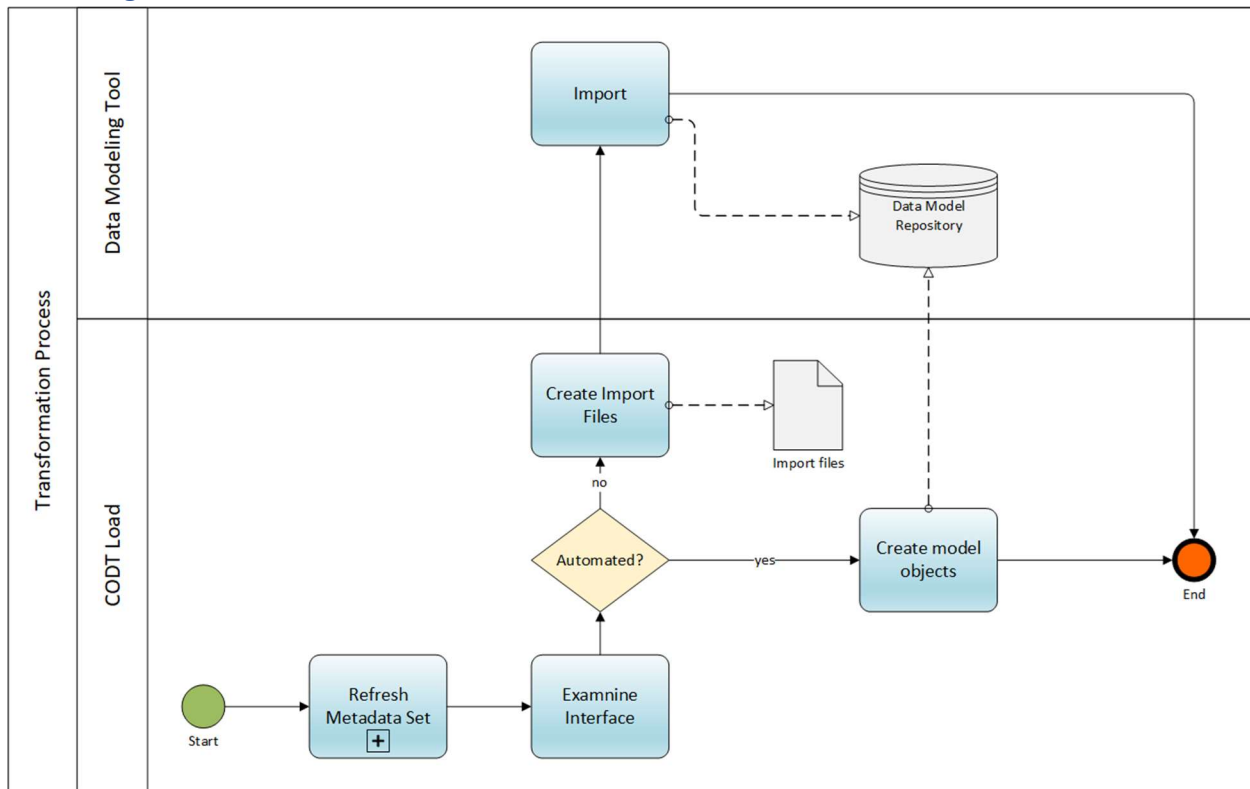 Transformation Process
Data Modeling Tool
Import
Data Model
Repository
CODT Load
Create Import
Files
Import files
no
Automated?
yes
Create model
objects
End
Start
Refresh
Metadata Set
Examnine
Interface